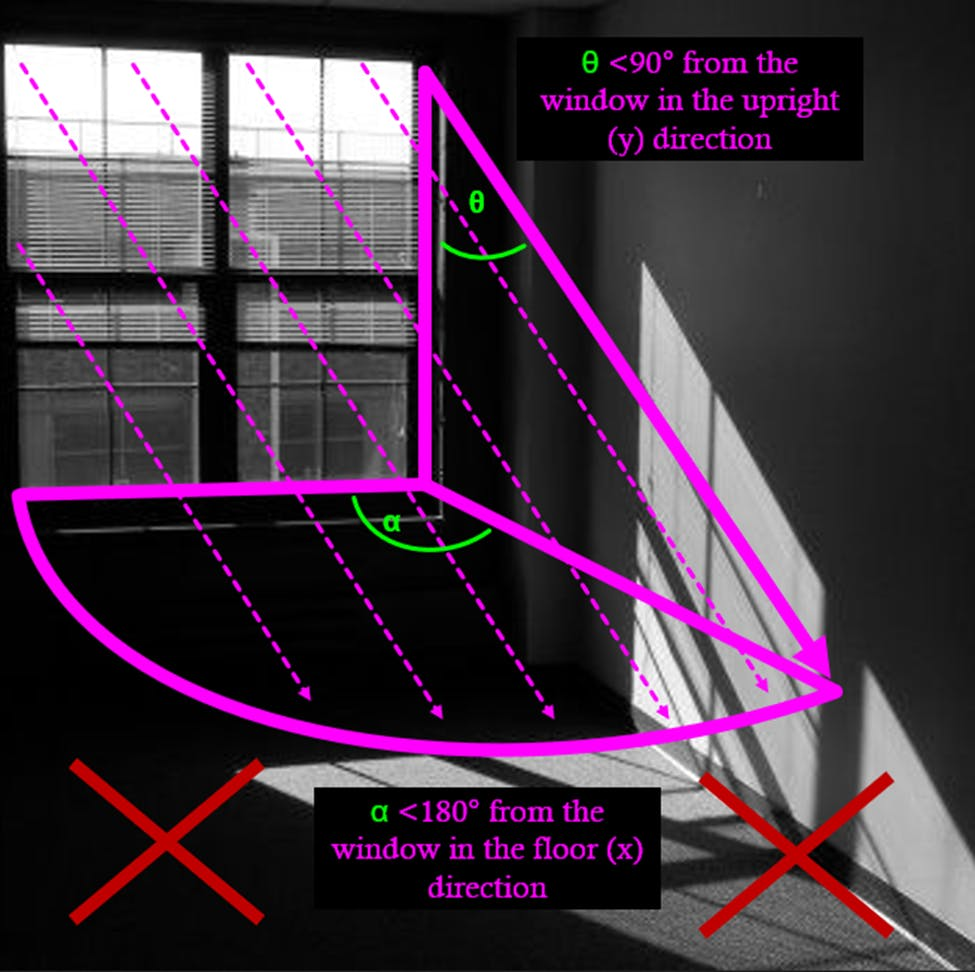 θ <90° from the
window in the upright
(y) direction
θ
α
α <180° from the
window in the floor (x)
direction